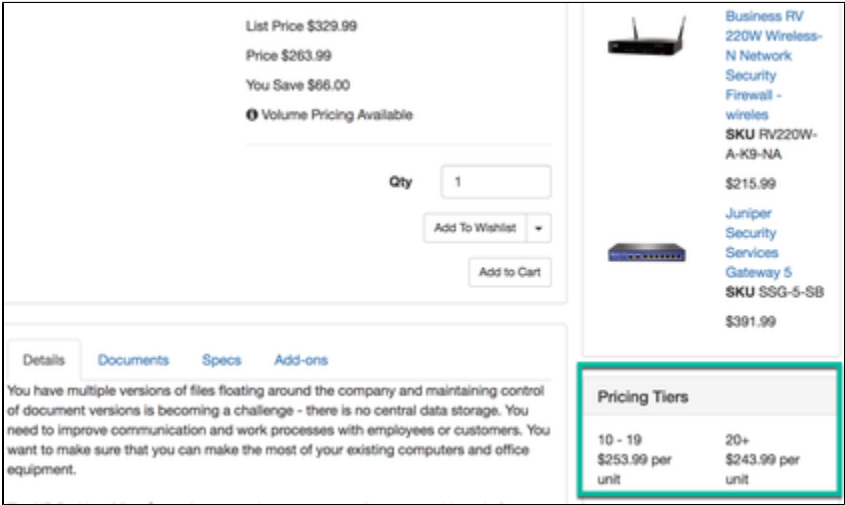 List Price $329.99
Price $263.99
You Save $66.00
Volume Pricing Available
Qty
1
Add To Wishlist
Add to Cart
Business RV
220W Wireless-
N Network
Security
Firewall -
wireles
SKU RV220W-
A-K9-NA
$215.99
Juniper
Security
Services
Gateway 5
SKU SSG-5-SB
$391.99
Details
Documents
Specs
Add-ons
You have multiple versions of files floating around the company and maintaining control
of document versions is becoming a challenge - there is no central data storage. You
need to improve communication and work processes with employees or customers. You
want to make sure that you can make the most of your existing computers and office
equipment.
Pricing Tiers
10 - 19
$253.99 per
unit
20+
$243.99 per
unit